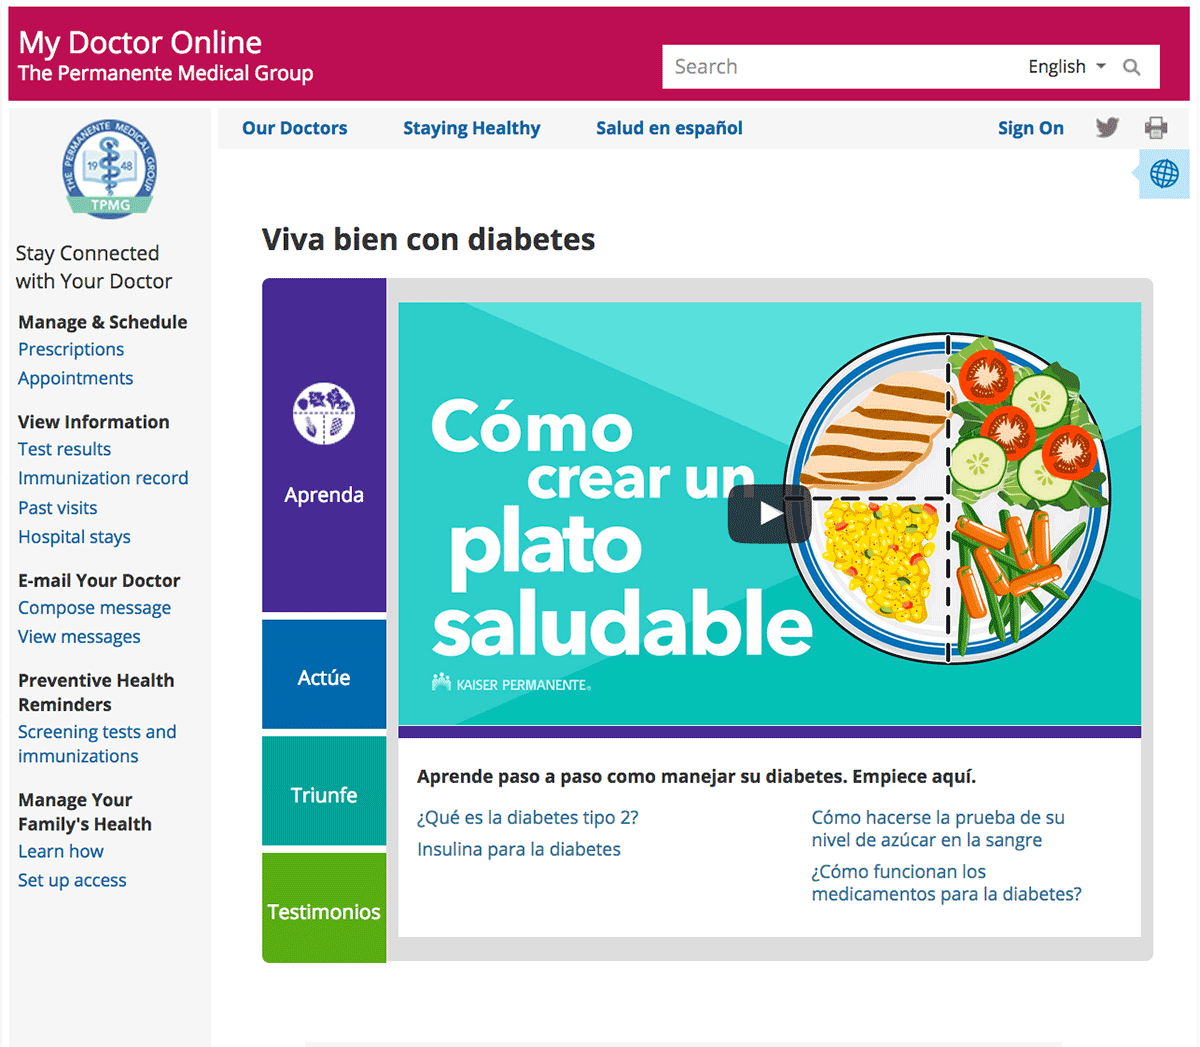 My Doctor Online
The Permanente Medical Group
Search
English
THE PERMANENTE MEDICAL GROUP
19 48
TPMG
Our Doctors
Staying Healthy
Salud en español
Sign On
Stay Connected
with Your Doctor
Manage & Schedule
Prescriptions
Appointments
View Information
Test results
Immunization record
Past visits
Hospital stays
E-mail Your Doctor
Compose message
View messages
Preventive Health
Reminders
Screening tests and
immunizations
Manage Your
Family's Health
Learn how
Set up access
Viva bien con diabetes
Aprenda
Actúe
Triunfe
Testimonios
Cómo
crear un
plato
saludable
KAISER PERMANENTE®
Aprende paso a paso como manejar su diabetes. Empiece aquí.
¿Qué es la diabetes tipo 2?
Insulina para la diabetes
Cómo hacerse la prueba de su
nivel de azúcar en la sangre
¿Cómo funcionan los
medicamentos para la diabetes?